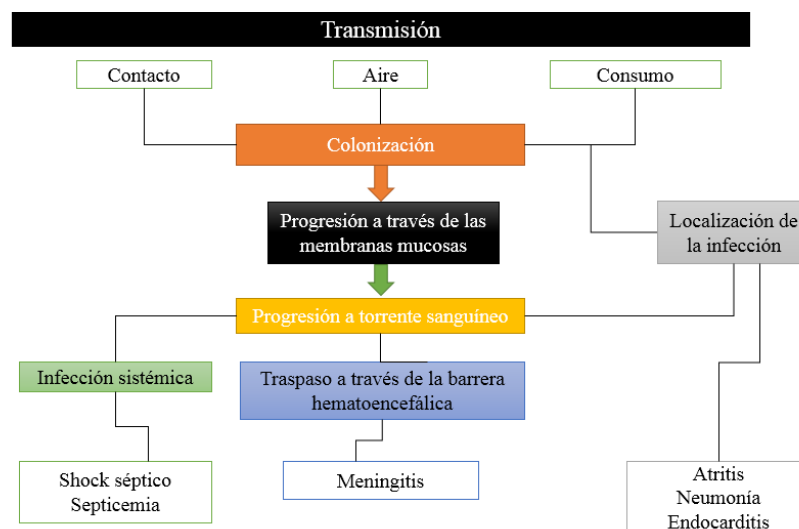 Transmisión
Contacto
Aire
Consumo
Colonización
Progresión a través de las
membranas mucosas
Localización de
la infección
Progresión a torrente sanguíneo
Infección sistémica
Traspaso a través de la barrera
hematoencefálica
Shock séptico
Septicemia
Meningitis
Atritis
Neumonía
Endocarditis